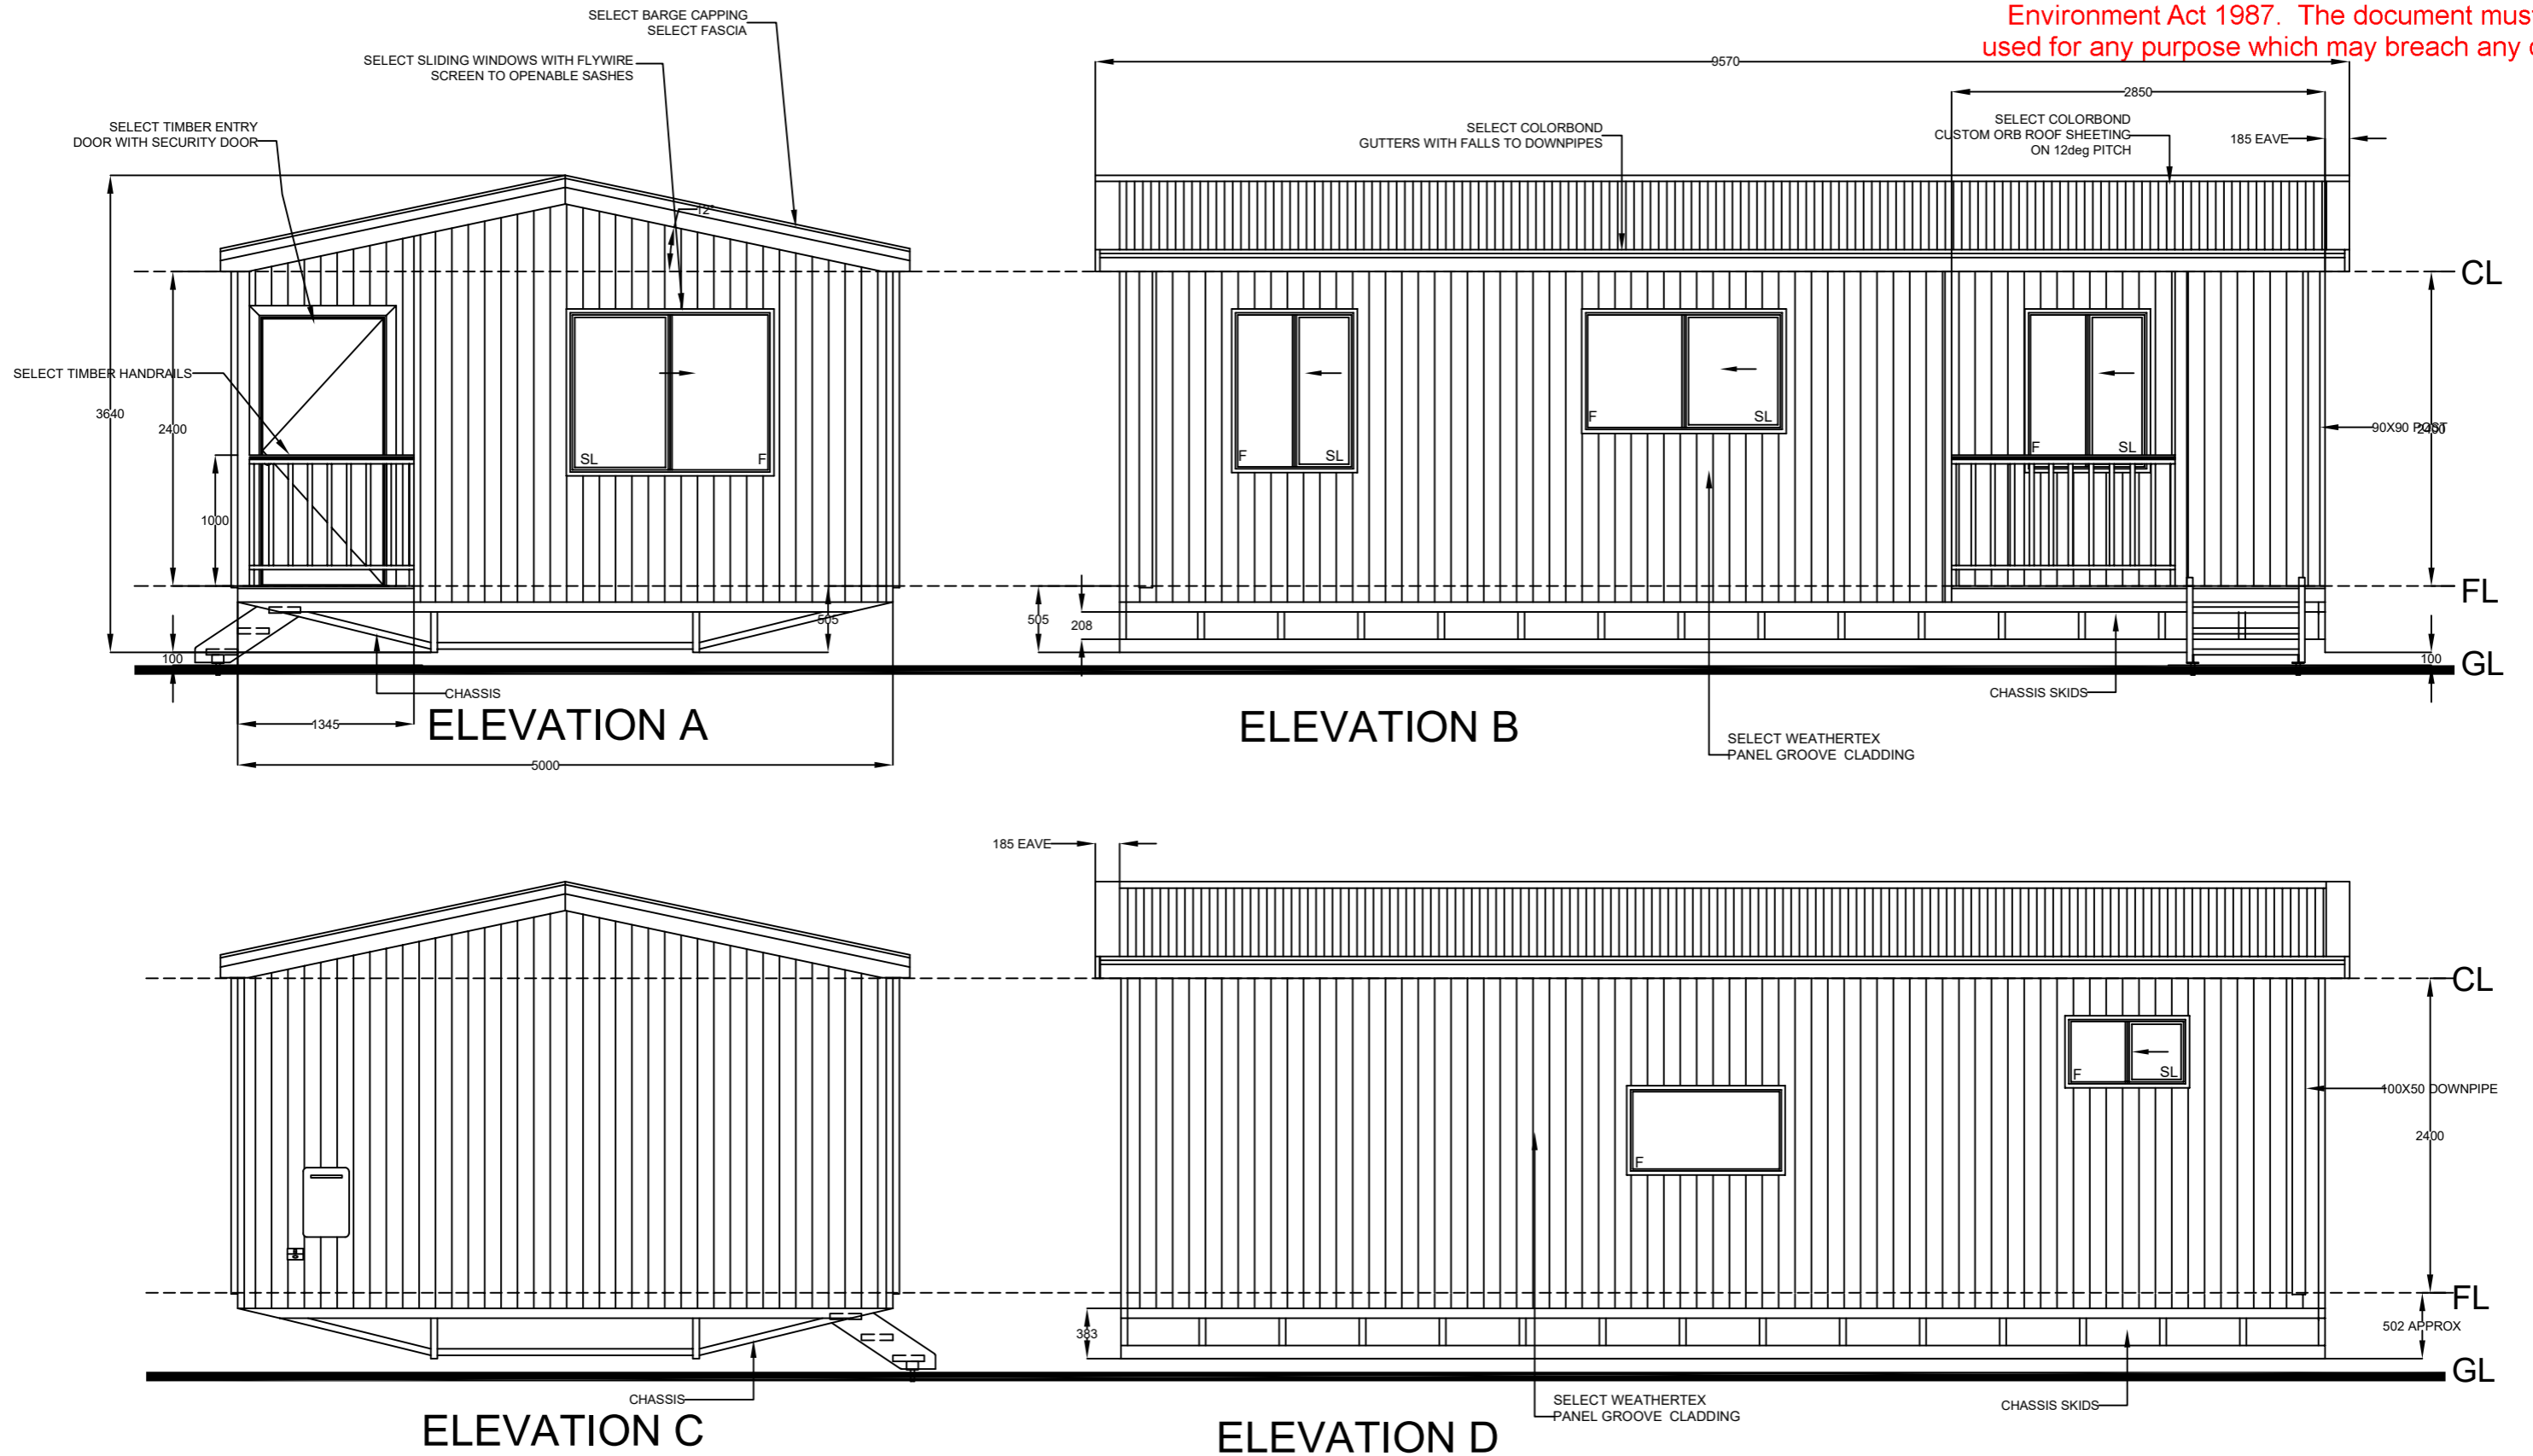 Environment Act 1987. The document mus
used for any purpose which may breach any
SELECT BARGE CAPPING
SELECT FASCIA
SELECT SLIDING WINDOWS WITH FLYWIRE
SCREEN TO OPENABLE SASHES
SELECT TIMBER ENTRY
DOOR WITH SECURITY DOOR
SELECT TIMBER HANDRAILS
12°
3640
2400
1000
100
505
SL
F
CHASSIS
1345
5000
ELEVATION A
9570
2850
185 EAVE
SELECT COLORBOND
GUTTERS WITH FALLS TO DOWNPIPES
SELECT COLORBOND
CUSTOM ORB ROOF SHEETING
ON 12deg PITCH
CL
F
SL
F
SL
F
SL
90X90 POST
2400
FL
505
208
100
GL
CHASSIS SKIDS
ELEVATION B
SELECT WEATHERTEX
PANEL GROOVE CLADDING
CHASSIS
ELEVATION C
185 EAVE
CL
F
SL
F
100X50 DOWNPIPE
2400
FL
383
502 APPROX
GL
SELECT WEATHERTEX
PANEL GROOVE CLADDING
CHASSIS SKIDS
ELEVATION D